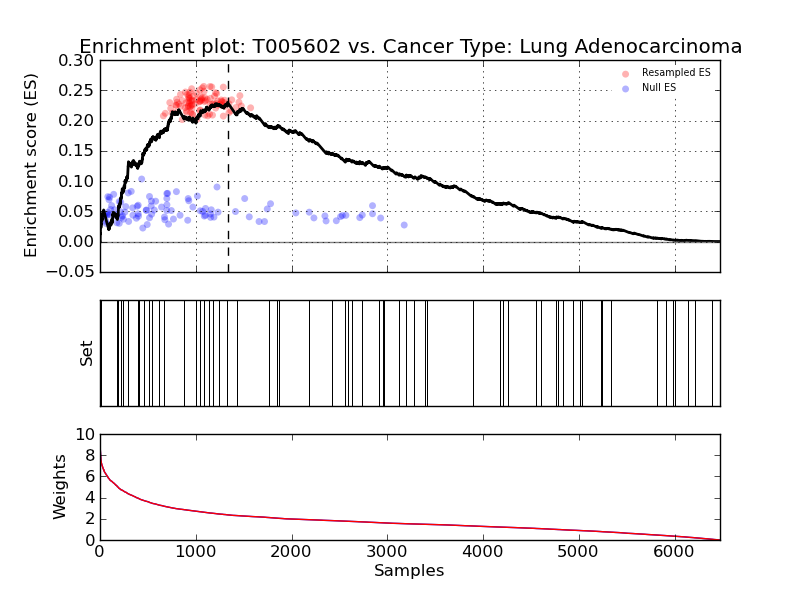 Enrichment plot: T005602 vs. Cancer Type: Lung Adenocarcinoma
0.30
0.25
0.20
0.15
0.10
0.05
0.00
−0.05
Enrichment score (ES)
Resampled ES
Null ES
Set
10
8
6
4
2
0
Weights
0 1000 2000 3000 4000 5000 6000
Samples